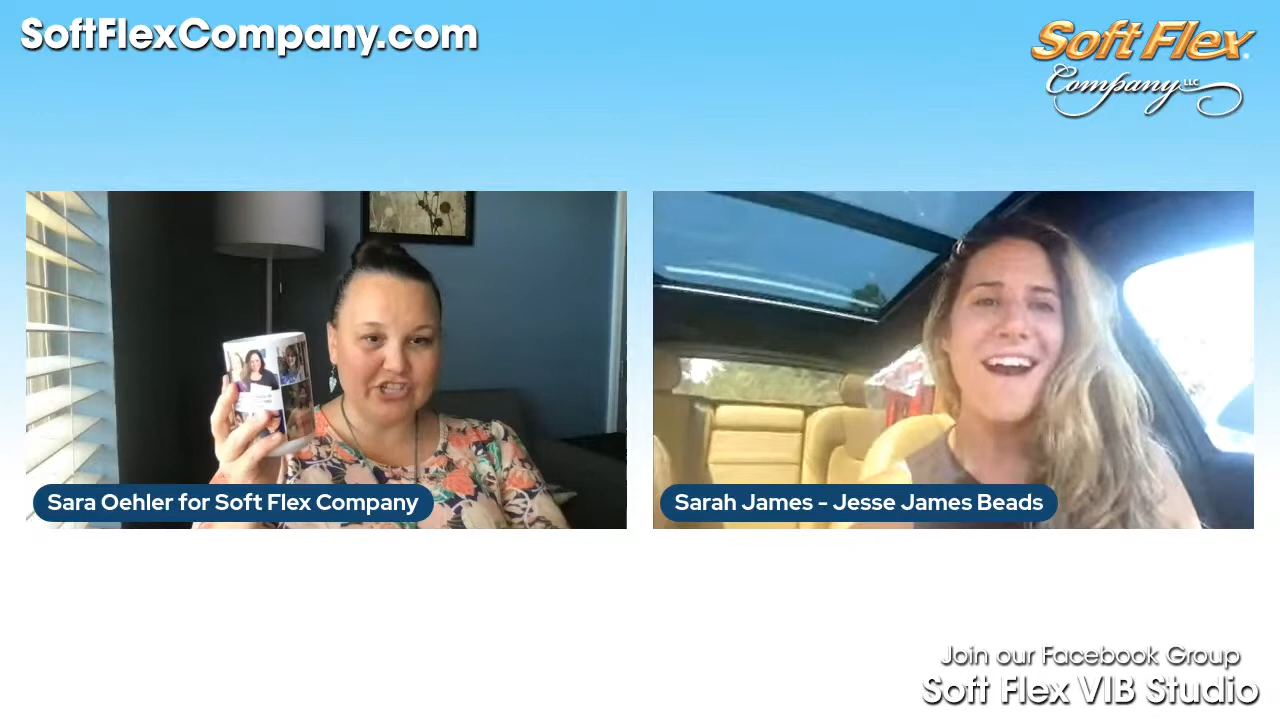 SoftFlexCompany.com
Soft Flex®
Company LLC
Sara Oehler for Soft Flex Company
Sarah James - Jesse James Beads
Join our Facebook Group
Soft Flex VIB Studio